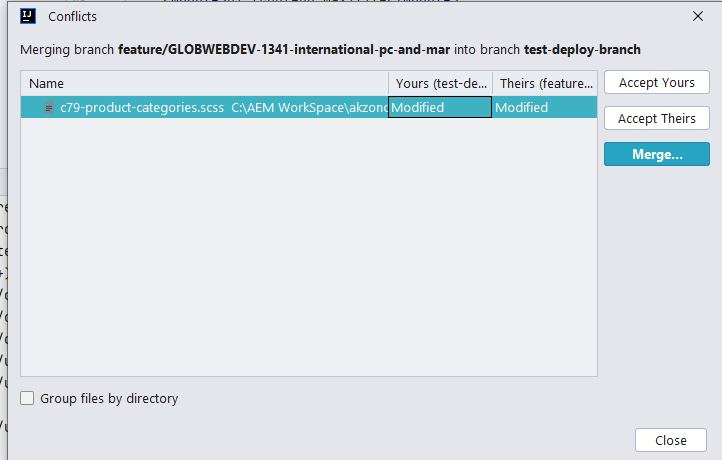 IJ
Conflicts
Merging branch feature/GLOBWEBDEV-1341-international-pc-and-mar into branch test-deploy-branch
Name Yours (test-de... Theirs (feature...
c79-product-categories.scss C:\AEM WorkSpace\akzono Modified Modified
Accept Yours
Accept Theirs
Merge...
Group files by directory
Close